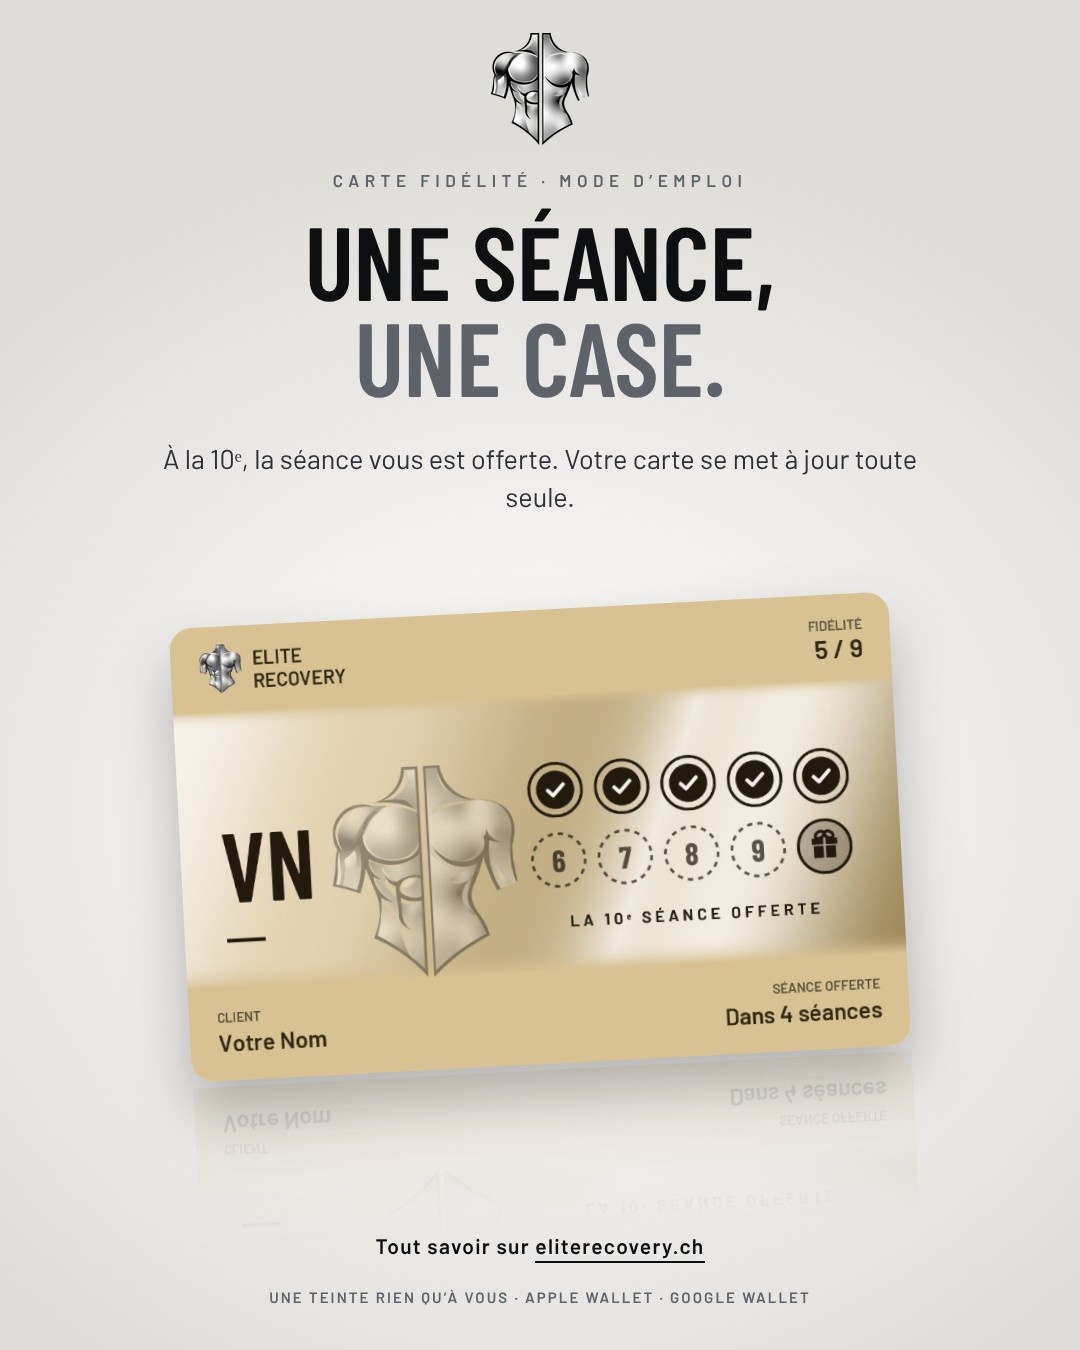 CARTE FIDÉLITÉ · MODE D’EMPLOI
UNE SÉANCE,
UNE CASE.
À la 10ᵉ, la séance vous est offerte. Votre carte se met à jour toute
seule.
ELITE
RECOVERY
FIDÉLITÉ
5 / 9
VN
6 7 8 9
LA 10ᵉ SÉANCE OFFERTE
CLIENT
Votre Nom
SÉANCE OFFERTE
Dans 4 séances
Tout savoir sur eliterecovery.ch
UNE TEINTE RIEN QU’À VOUS · APPLE WALLET · GOOGLE WALLET